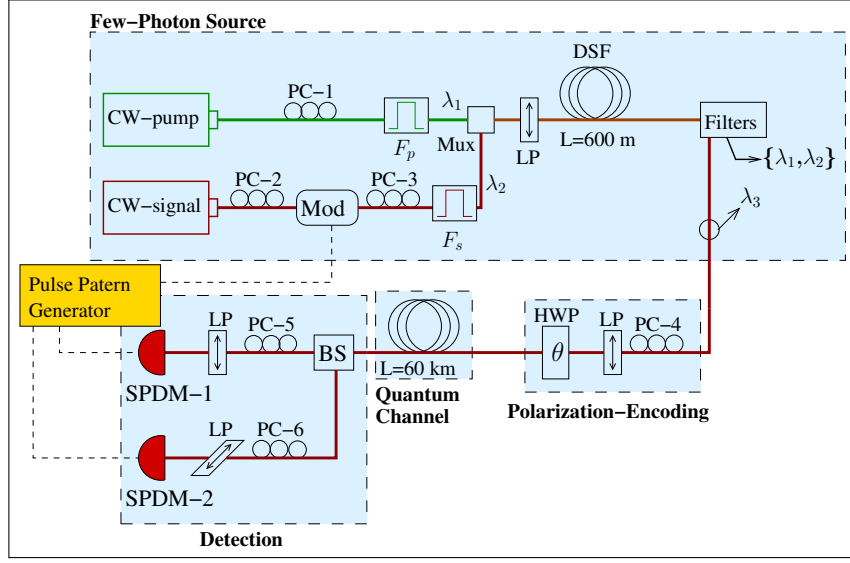 Few−Photon Source
DSF
PC−1
CW−pump
λ₁
Filters
F_p
Mux
LP
L=600 m
{λ₁,λ₂}
PC−2
PC−3
λ₂
CW−signal
Mod
λ₃
F_s
Pulse Patern
Generator
LP
PC−5
BS
SPDM−1
L=60 km
HWP
LP
PC−4
θ
Quantum
Channel
Polarization−Encoding
LP
PC−6
SPDM−2
Detection